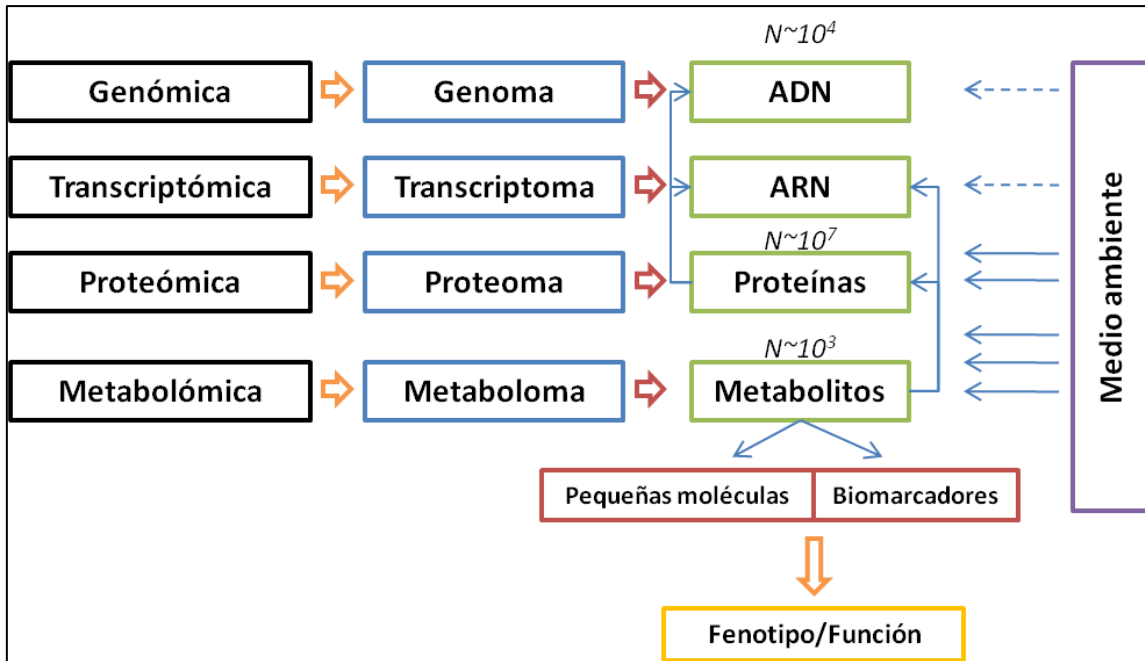 N~10⁴
Genómica Genoma ADN
Transcriptómica Transcriptoma ARN
N~10⁷
Proteómica Proteoma Proteínas
N~10³
Metabolómica Metaboloma Metabolitos
Medio ambiente
Pequeñas moléculas Biomarcadores
Fenotipo/Función